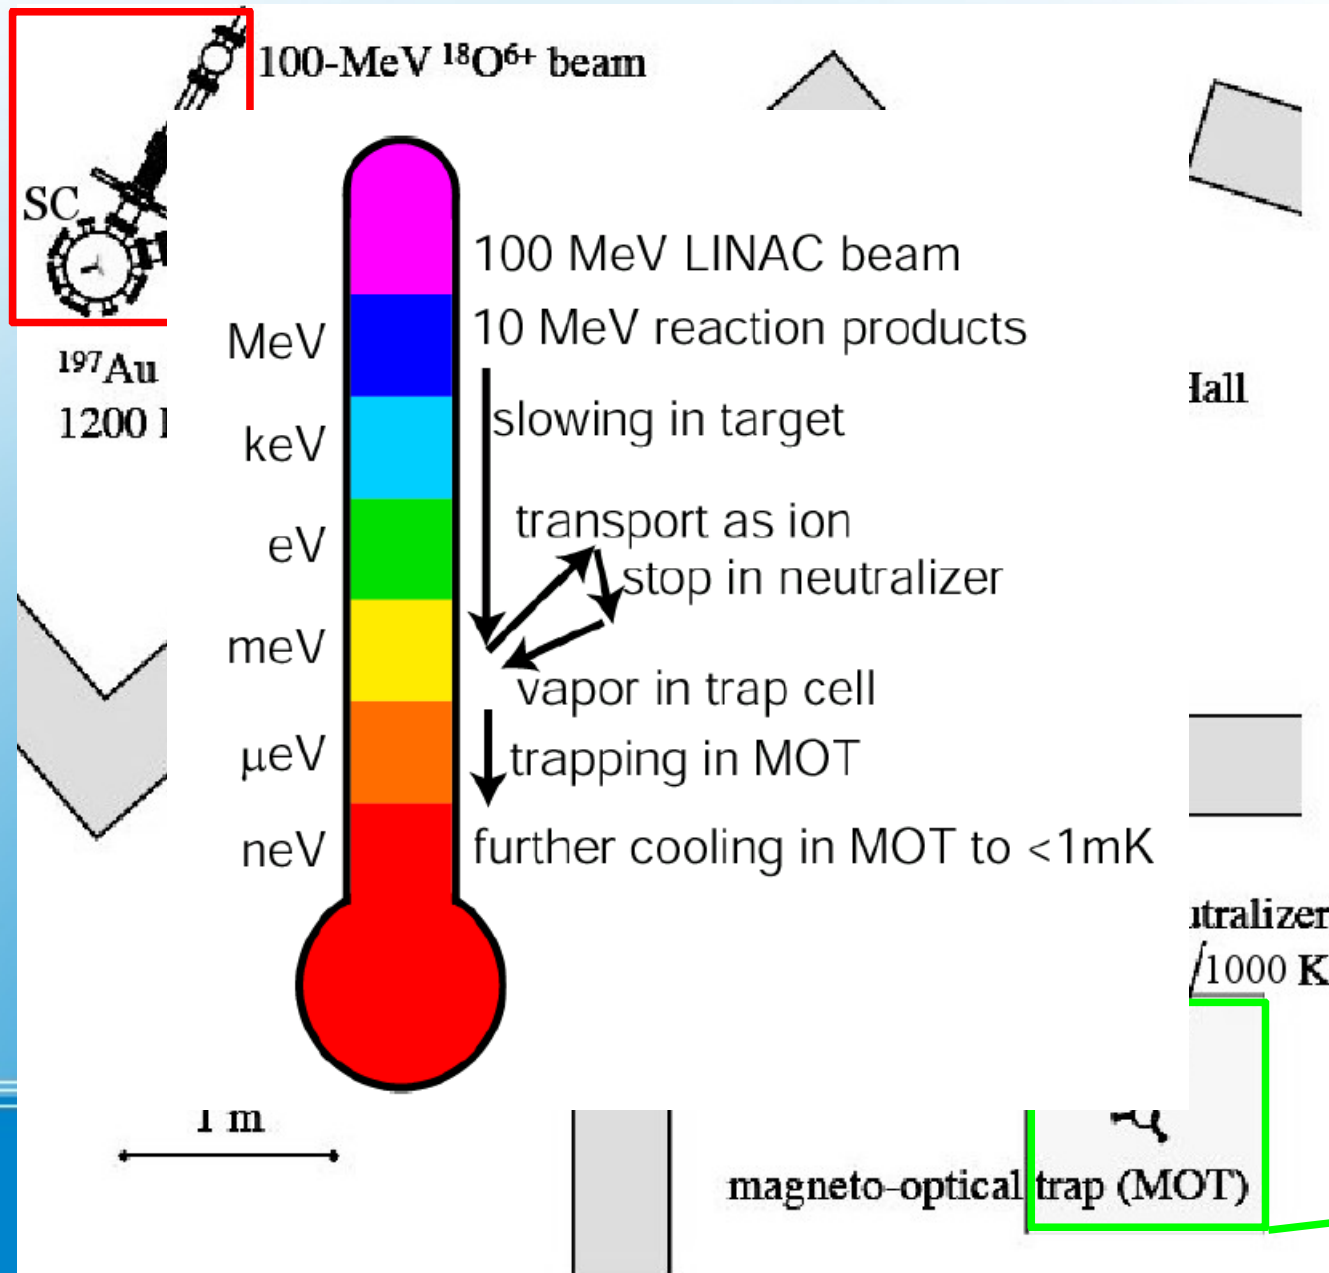 100-MeV ¹⁸O⁶⁺ beam
SC
100 MeV LINAC beam
10 MeV reaction products
MeV
¹⁹⁷Au
slowing in target
1200
keV
transport as ion
eV
stop in neutralizer
meV
vapor in trap cell
μeV
trapping in MOT
neV
further cooling in MOT to <1mK
1000 K
1 m
magneto-optical trap (MOT)